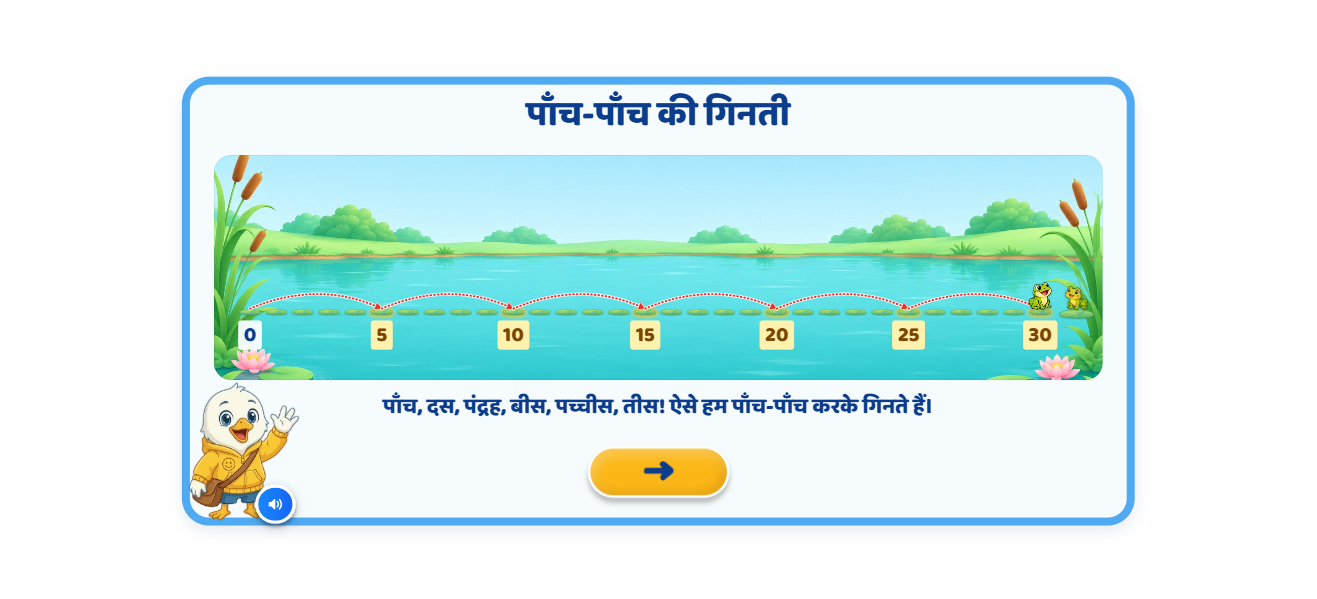 पाँच-पाँच की गिनती
0 5 10 15 20 25 30
पाँच, दस, पंद्रह, बीस, पच्चीस, तीस! ऐसे हम पाँच-पाँच करके गिनते हैं।